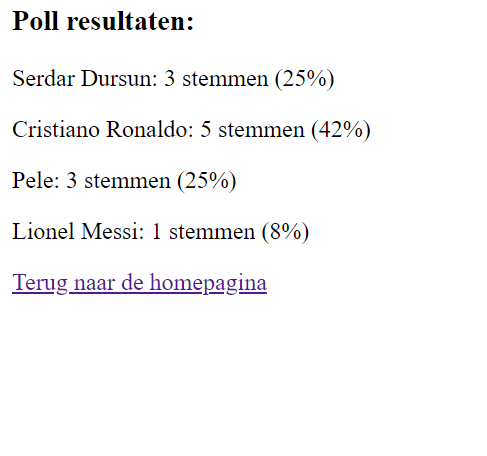 Poll resultaten:
Serdar Dursun: 3 stemmen (25%)
Cristiano Ronaldo: 5 stemmen (42%)
Pele: 3 stemmen (25%)
Lionel Messi: 1 stemmen (8%)
Terug naar de homepagina